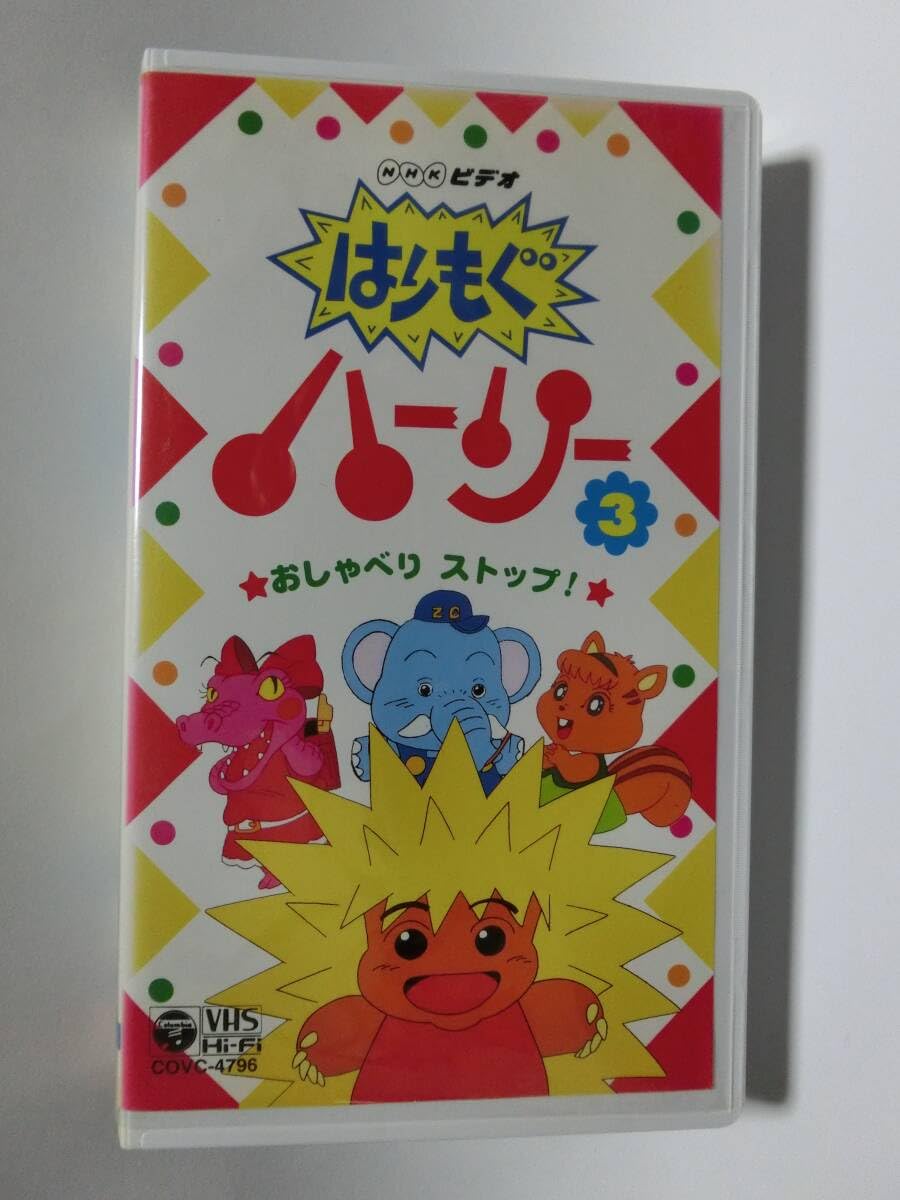 NHKビデオ
はりもぐ
ハーリー
3
★おしゃべり ストップ!★
ZC
Columbia
VHS
Hi-Fi
COVC-4796